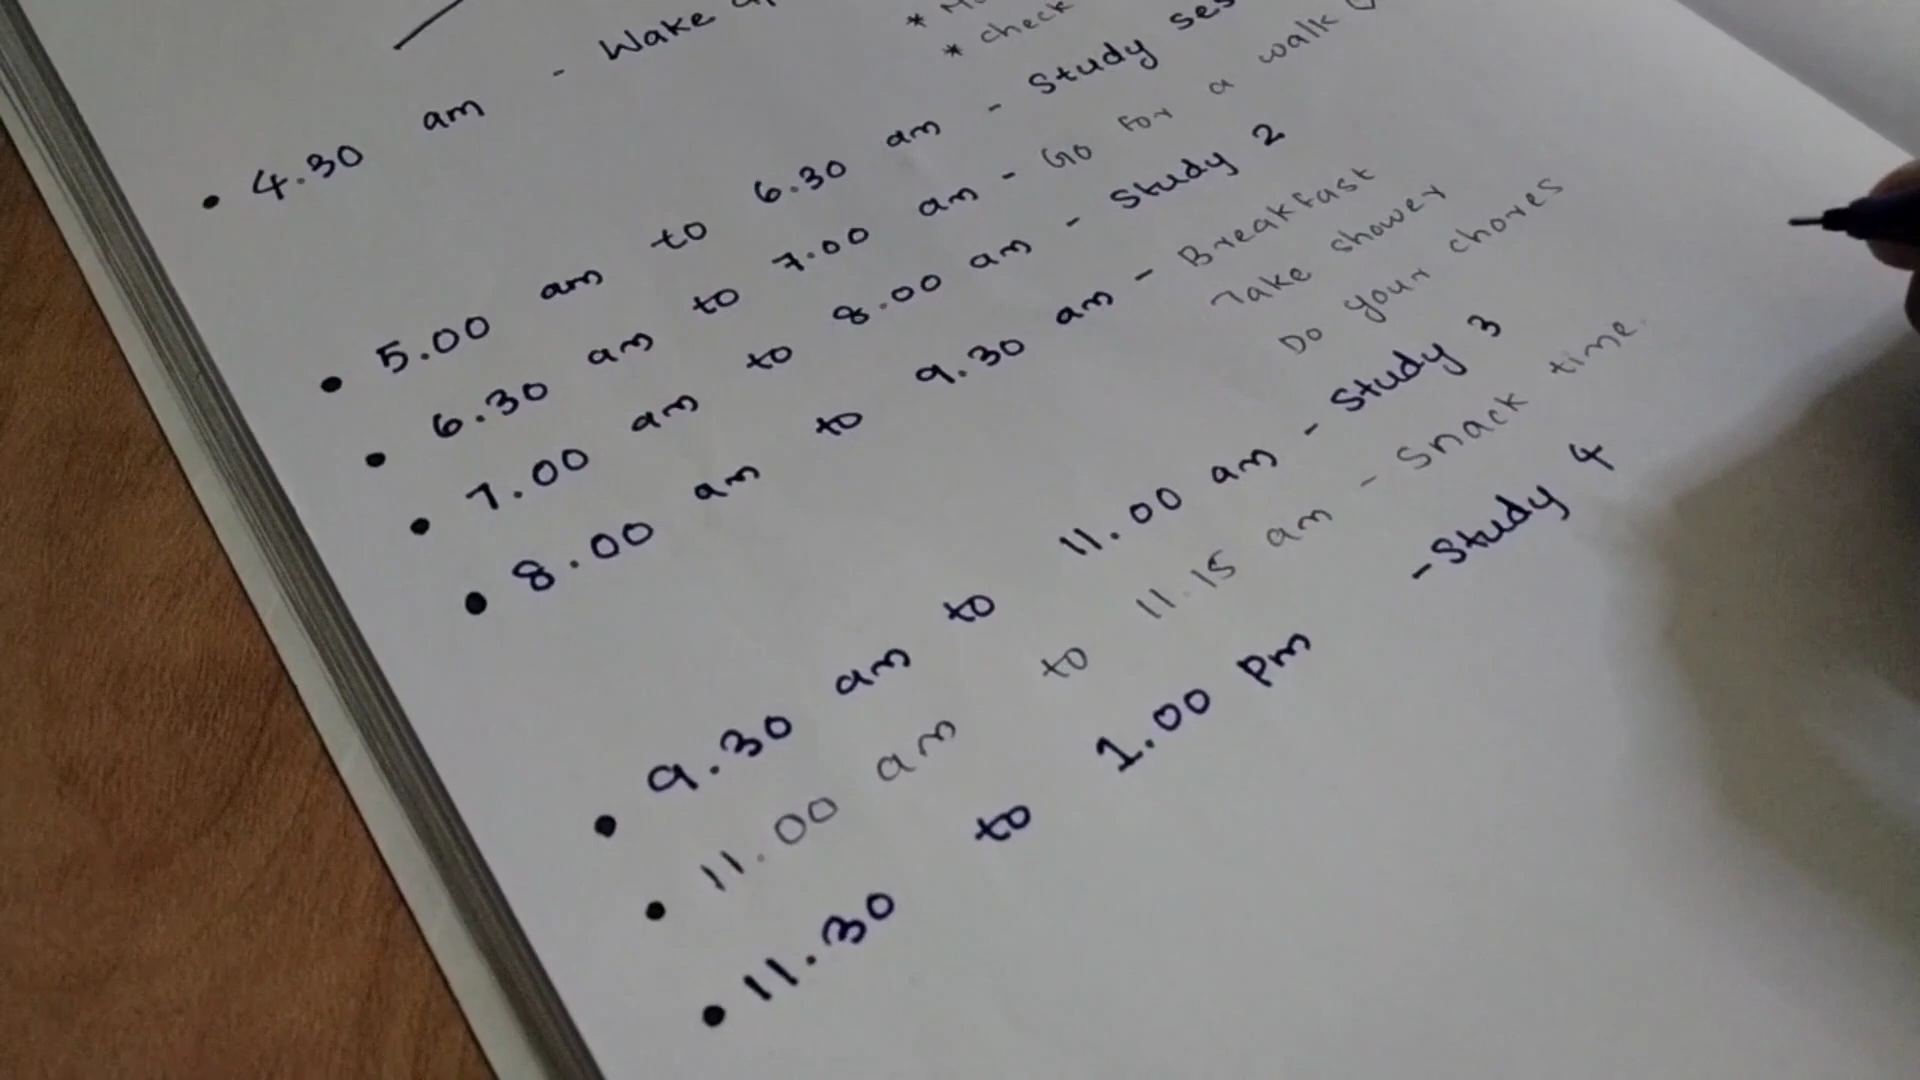 • 4.30 am - Wake
* check
• 5.00 am to 6.30 am - Study
• 6.30 am to 7.00 am - Go for a walk
• 7.00 am to 8.00 am - Study 2
• 8.00 am to 9.30 am - Breakfast
Take shower
Do your chores
• 9.30 am to 11.00 am - Study 3
• 11.00 am to 11.15 am - Snack time.
• 11.30 to 1.00 pm - Study 4